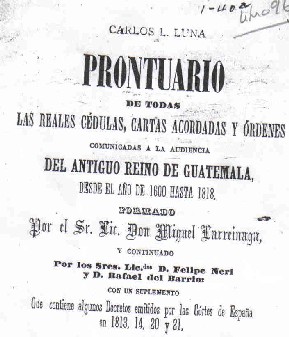 1-402
CARLOS L. LUNA
PRONTUARIO
DE TODAS
LAS REALES CÉDULAS, CARTAS ACORDADAS Y ÓRDENES
COMUNICADAS A LA AUDIENCIA
DEL ANTIGUO REINO DE GUATEMALA,
DESDE EL AÑO DE 1600 HASTA 1818,
FORMADO
Por el Sr. Lic. Don Miguel Larreinaga,
Y CONTINUADO
Por los Sres. Lic.dos D. Felipe Neri
y D. Rafael del Barrio:
CON UN SUPLEMENTO
Que contiene algunos Decretos emitidos por las Córtes de España
en 1813, 14, 20 y 21.